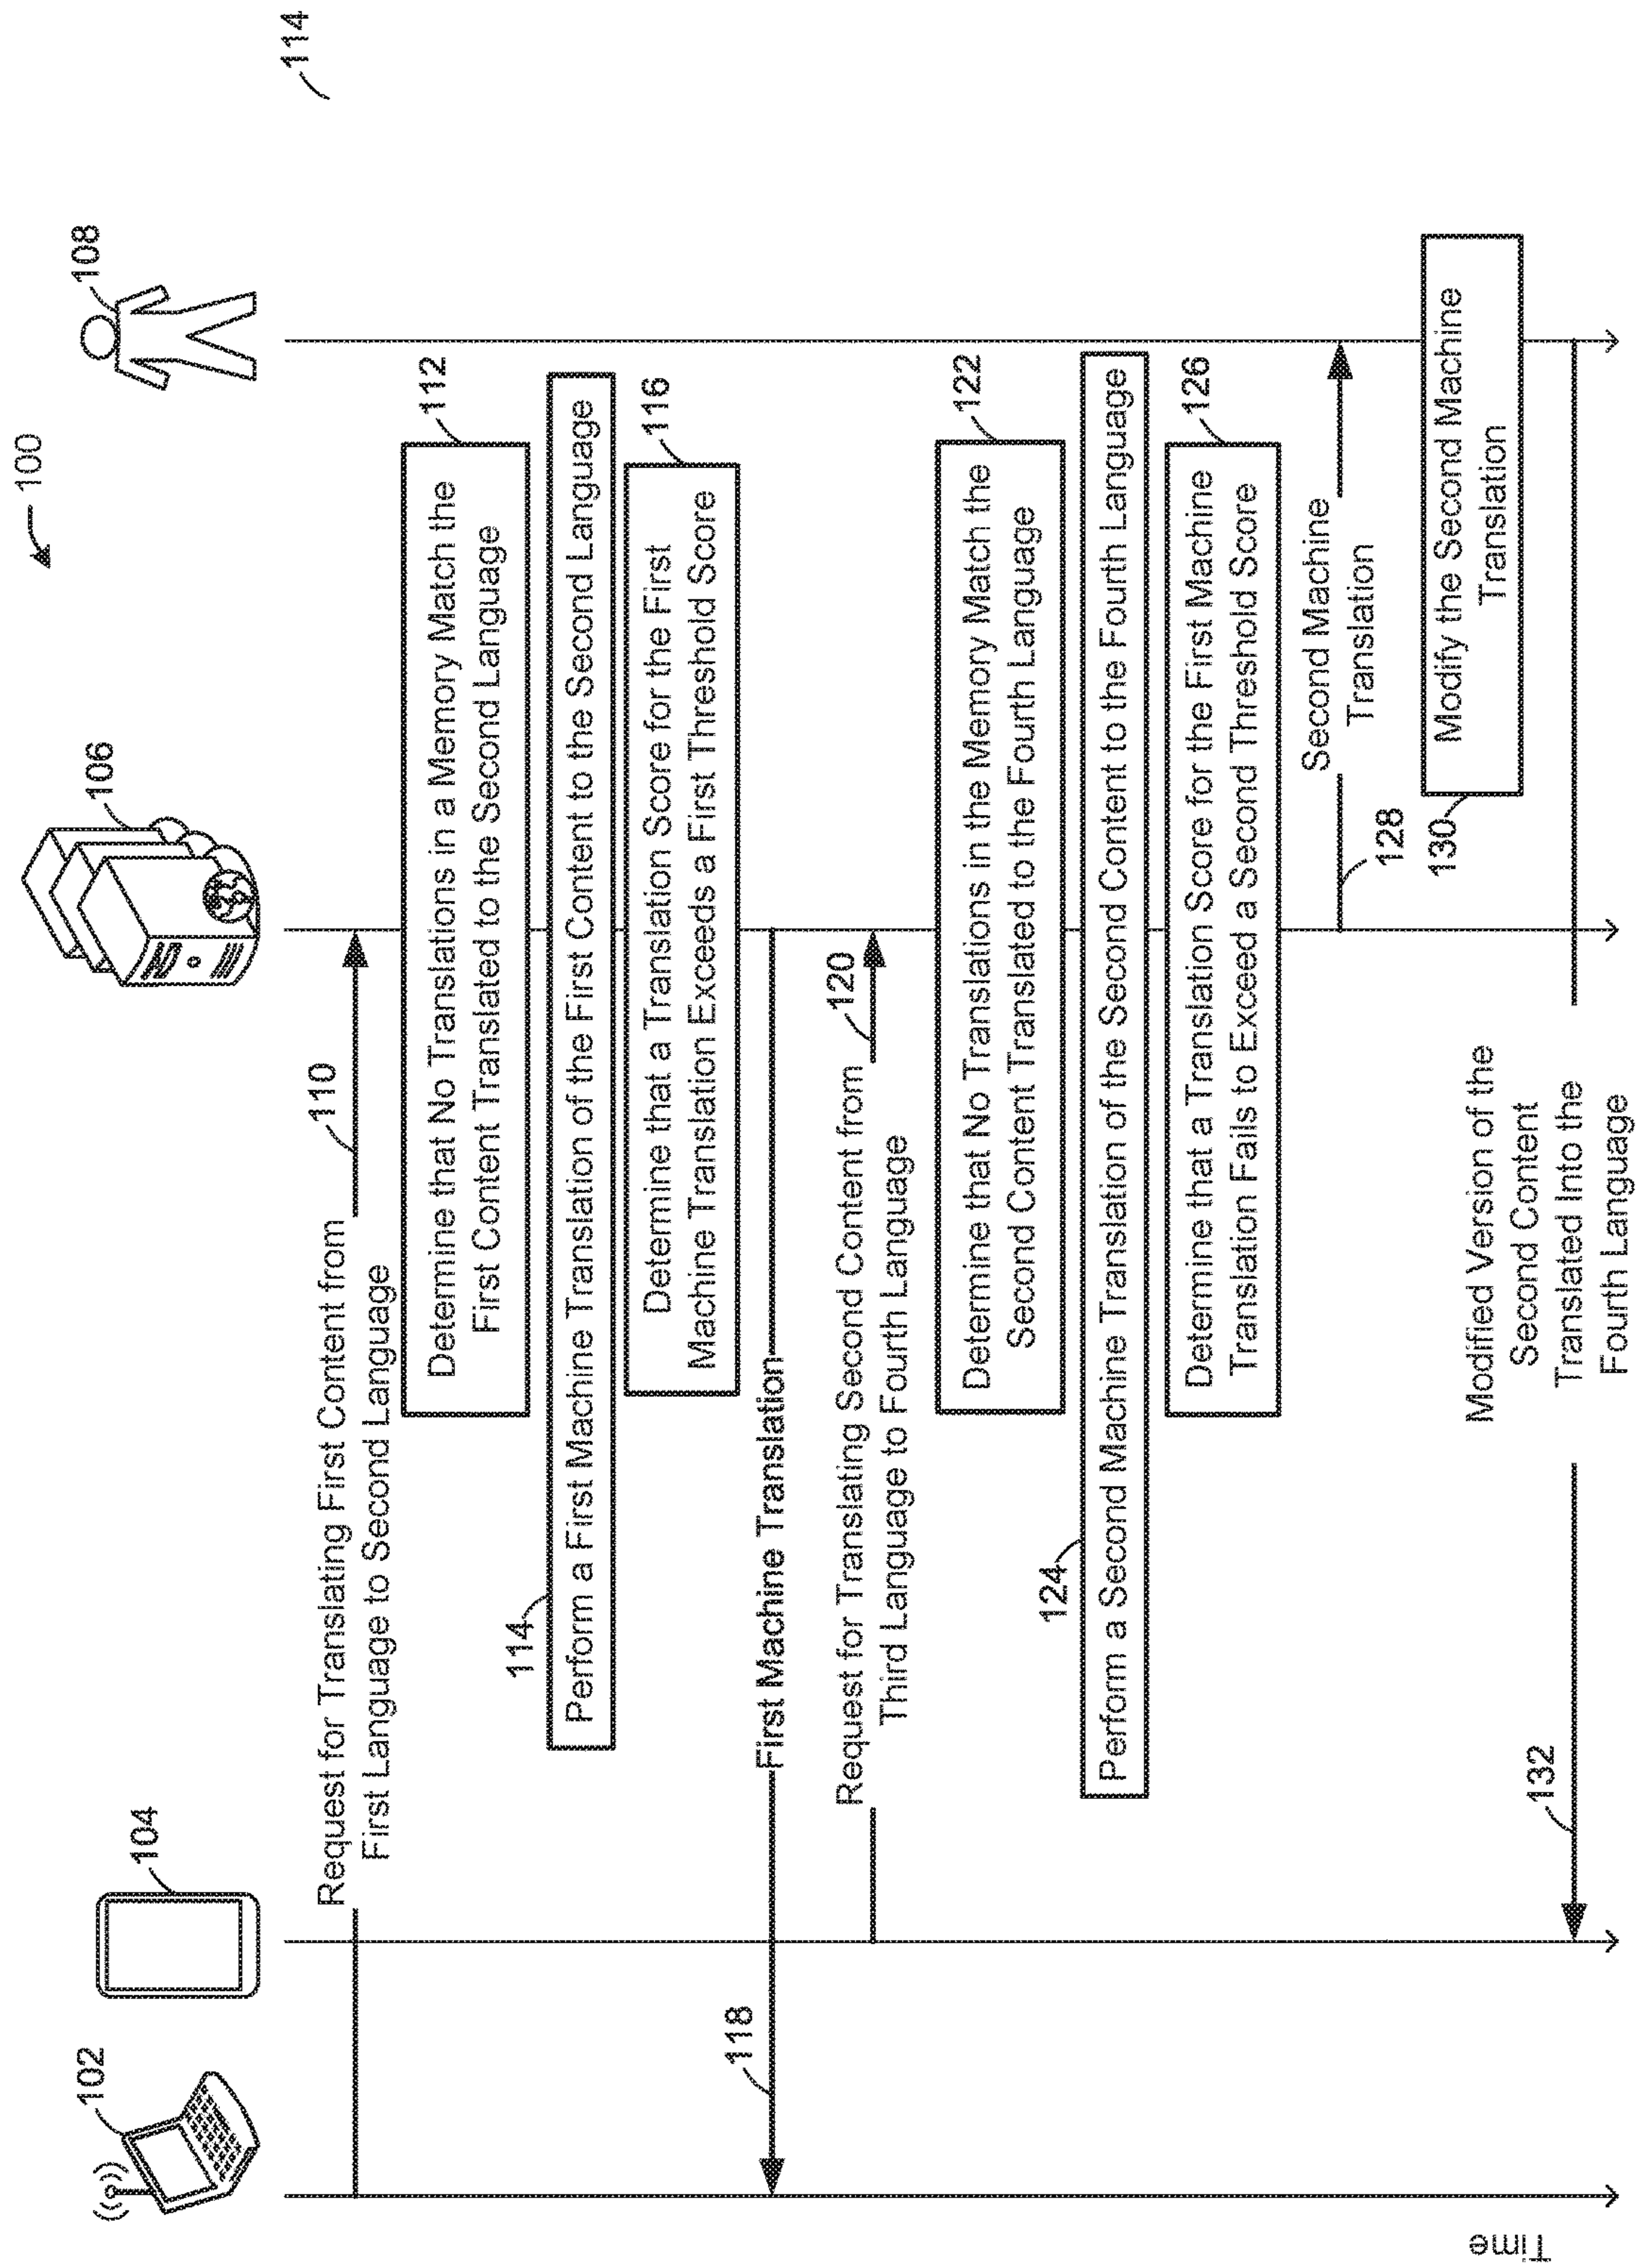 100
102
104
106
108
114
110
Request for Translating First Content from
First Language to Second Language
112
Determine that No Translations in a Memory Match the
First Content Translated to the Second Language
114
Perform a First Machine Translation of the First Content to the Second Language
116
Determine that a Translation Score for the First
Machine Translation Exceeds a First Threshold Score
118
First Machine Translation
120
Request for Translating Second Content from
Third Language to Fourth Language
122
Determine that No Translations in the Memory Match the
Second Content Translated to the Fourth Language
124
Perform a Second Machine Translation of the Second Content to the Fourth Language
126
Determine that a Translation Score for the First Machine
Translation Fails to Exceed a Second Threshold Score
Second Machine
Translation
128
130
Modify the Second Machine
Translation
132
Modified Version of the
Second Content
Translated Into the
Fourth Language
Time